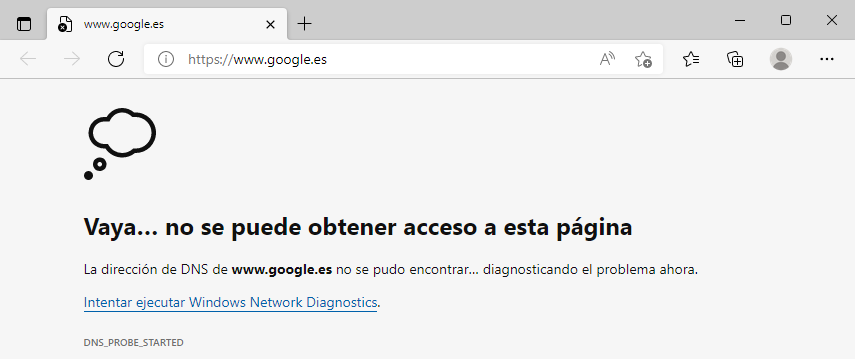 www.google.es
https://www.google.es
Vaya... no se puede obtener acceso a esta página
La dirección de DNS de www.google.es no se pudo encontrar... diagnosticando el problema ahora.
Intentar ejecutar Windows Network Diagnostics.
DNS_PROBE_STARTED